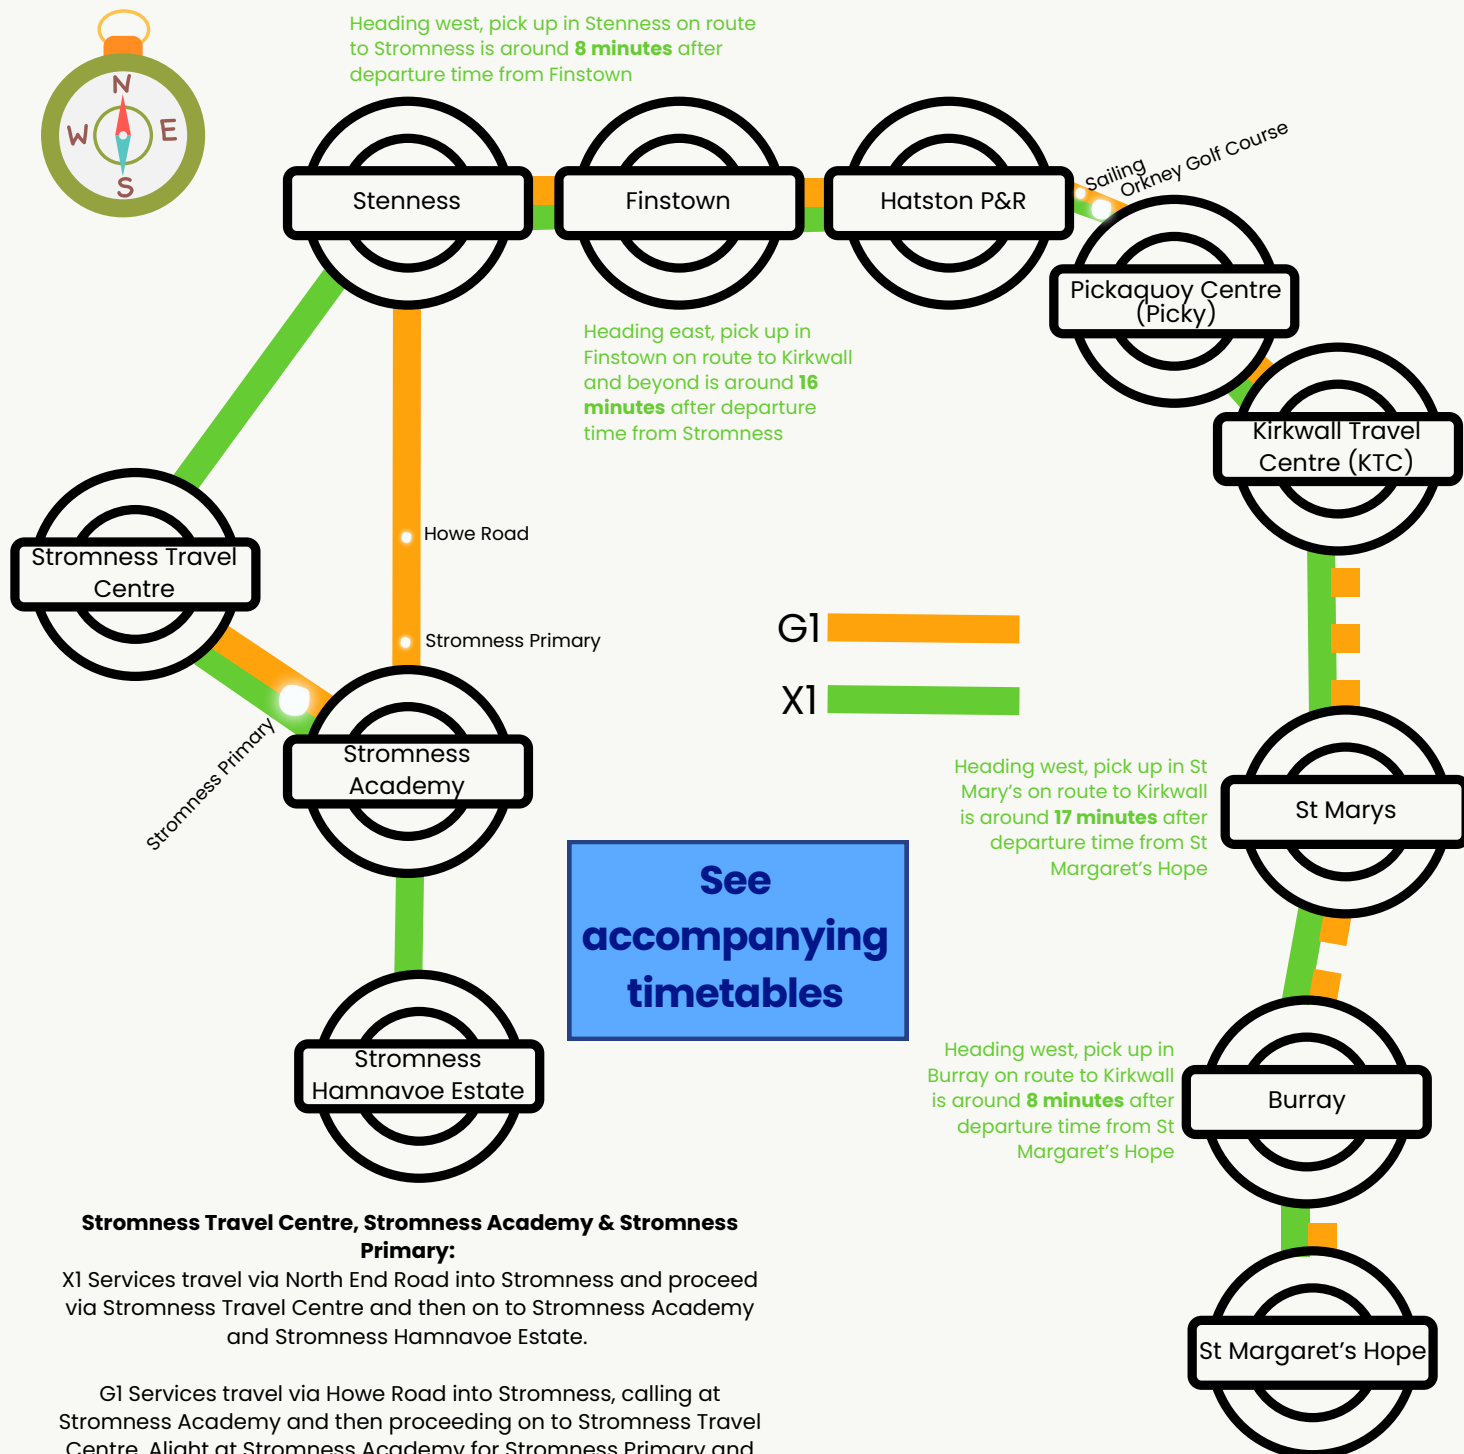 Heading west, pick up in Stenness on route
to Stromness is around 8 minutes after
departure time from Finstown
N
W
E
S
Stenness
Finstown
Hatston P&R
Sailing
Orkney Golf Course
Pickaquoy Centre
(Picky)
Heading east, pick up in
Finstown on route to Kirkwall
and beyond is around 16
minutes after departure
time from Stromness
Kirkwall Travel
Centre (KTC)
Stromness Travel
Centre
Howe Road
Stromness Primary
G1
X1
Stromness Primary
Stromness
Academy
Heading west, pick up in St
Mary's on route to Kirkwall
is around 17 minutes after
departure time from St
Margaret's Hope
St Marys
See
accompanying
timetables
Stromness
Hamnavoe Estate
Heading west, pick up in
Burray on route to Kirkwall
is around 8 minutes after
departure time from St
Margaret's Hope
Burray
St Margaret's Hope
Stromness Travel Centre, Stromness Academy & Stromness
Primary:
X1 Services travel via North End Road into Stromness and proceed
via Stromness Travel Centre and then on to Stromness Academy
and Stromness Hamnavoe Estate.
G1 Services travel via Howe Road into Stromness, calling at
Stromness Academy and then proceeding on to Stromness Travel
Centre. Alight at Stromness Academy for Stromness Primary and